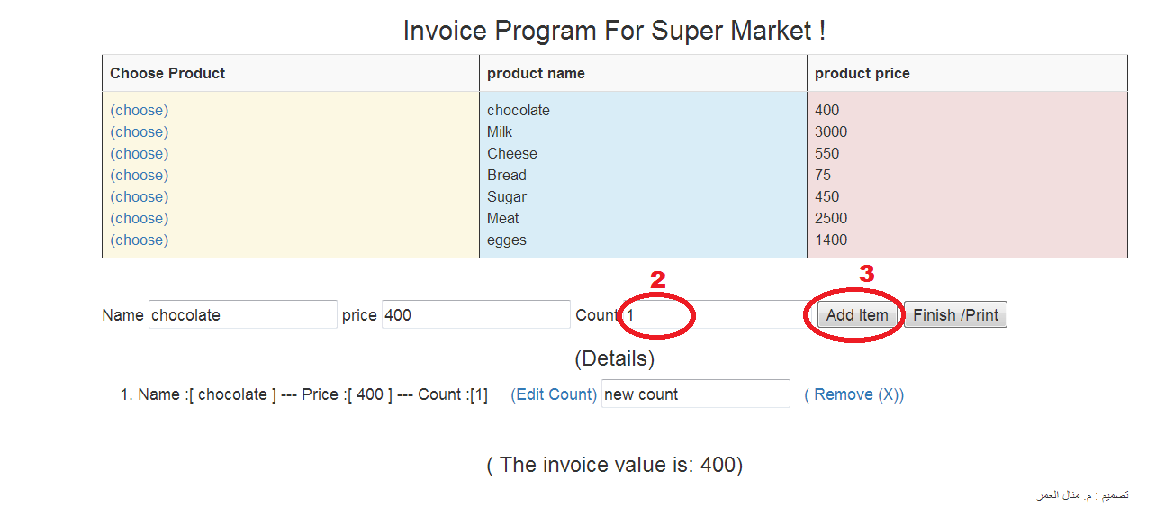 Invoice Program For Super Market !
Choose Product product name product price
(choose) chocolate 400
(choose) Milk 3000
(choose) Cheese 550
(choose) Bread 75
(choose) Sugar 450
(choose) Meat 2500
(choose) egges 1400
2 3
Name chocolate price 400 Count 1 Add Item Finish /Print
(Details)
1. Name :[ chocolate ] --- Price :[ 400 ] --- Count :[1] (Edit Count) new count ( Remove (X))
( The invoice value is: 400)
تصميم : م. منال العمر